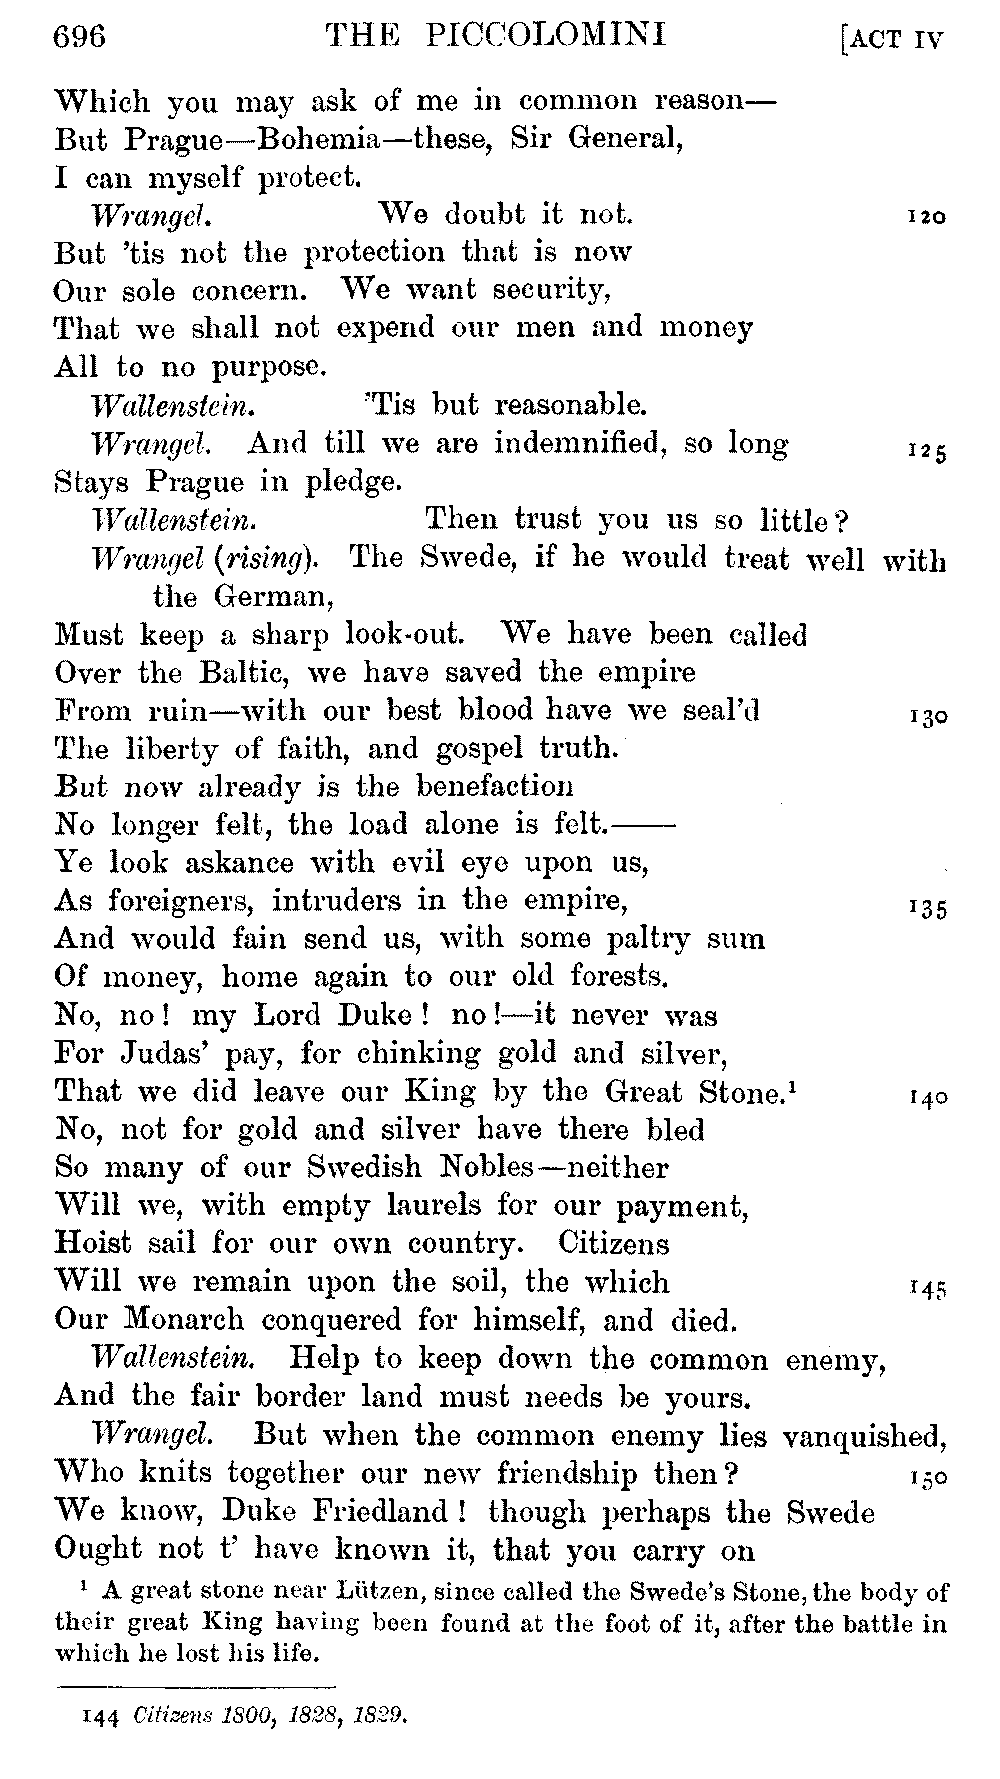 696 THE PICCOLOMINI [ACT IV
Which you may ask of me in common reason—
But Prague—Bohemia—these, Sir General,
I can myself protect.
Wrangel. We doubt it not. 120
But 'tis not the protection that is now
Our sole concern. We want security,
That we shall not expend our men and money
All to no purpose.
Wallenstein. 'Tis but reasonable.
Wrangel. And till we are indemnified, so long 125
Stays Prague in pledge.
Wallenstein. Then trust you us so little?
Wrangel (rising). The Swede, if he would treat well with
the German,
Must keep a sharp look-out. We have been called
Over the Baltic, we have saved the empire
From ruin—with our best blood have we seal'd 130
The liberty of faith, and gospel truth.
But now already is the benefaction
No longer felt, the load alone is felt.——
Ye look askance with evil eye upon us,
As foreigners, intruders in the empire, 135
And would fain send us, with some paltry sum
Of money, home again to our old forests.
No, no! my Lord Duke! no!—it never was
For Judas' pay, for chinking gold and silver,
That we did leave our King by the Great Stone.¹ 140
No, not for gold and silver have there bled
So many of our Swedish Nobles—neither
Will we, with empty laurels for our payment,
Hoist sail for our own country. Citizens
Will we remain upon the soil, the which 145
Our Monarch conquered for himself, and died.
Wallenstein. Help to keep down the common enemy,
And the fair border land must needs be yours.
Wrangel. But when the common enemy lies vanquished,
Who knits together our new friendship then? 150
We know, Duke Friedland! though perhaps the Swede
Ought not t' have known it, that you carry on
¹ A great stone near Lützen, since called the Swede's Stone, the body of
their great King having been found at the foot of it, after the battle in
which he lost his life.
144 Citizens 1800, 1828, 1829.